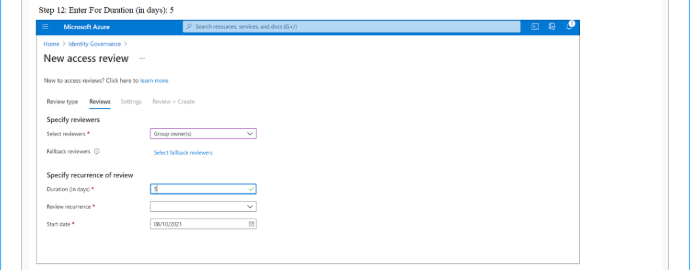 Step 12: Enter For Duration (in days): 5
Microsoft Azure
Search resources, services, and docs (G+/)
Home > Identity Governance >
New access review ...
New to access reviews? Click here to learn more.
Review type Reviews Settings Review + Create
Specify reviewers
Select reviewers * Group owner(s)
Fallback reviewers Select fallback reviewers
Specify recurrence of review
Duration (in days) * 5
Review recurrence *
Start date * 08/10/2021